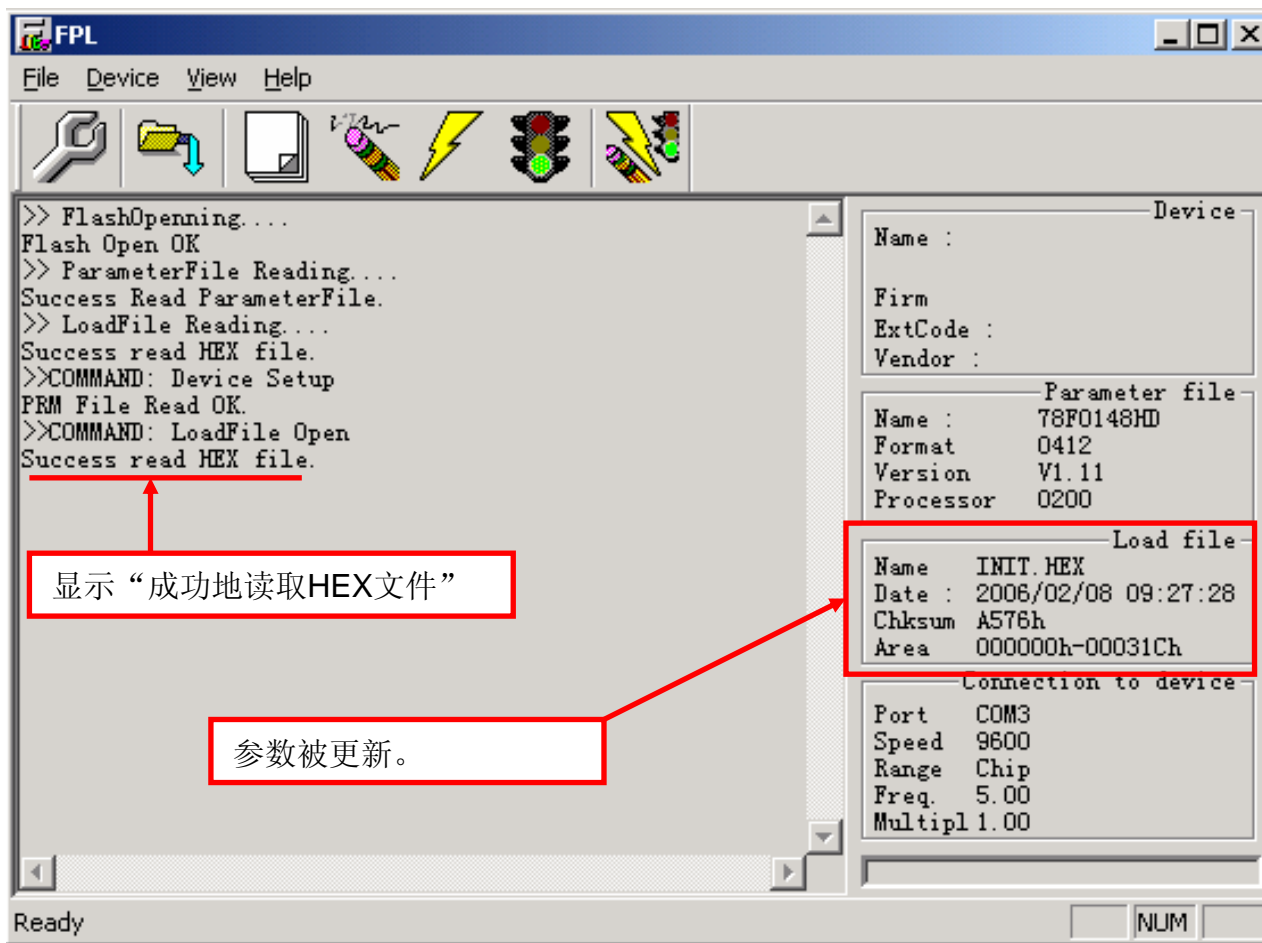 FPL
File Device View Help
>> FlashOpenning....
Flash Open OK
>> ParameterFile Reading....
Success Read ParameterFile.
>> LoadFile Reading....
Success read HEX file.
>>COMMAND: Device Setup
PRM File Read OK.
>>COMMAND: LoadFile Open
Success read HEX file.
显示“成功地读取HEX文件”
参数被更新。
Device
Name :
Firm
ExtCode :
Vendor :
Parameter file
Name : 78F0148HD
Format 0412
Version V1.11
Processor 0200
Load file
Name INIT.HEX
Date : 2006/02/08 09:27:28
Chksum A576h
Area 000000h-00031Ch
Connection to device
Port COM3
Speed 9600
Range Chip
Freq. 5.00
Multipl 1.00
Ready
NUM